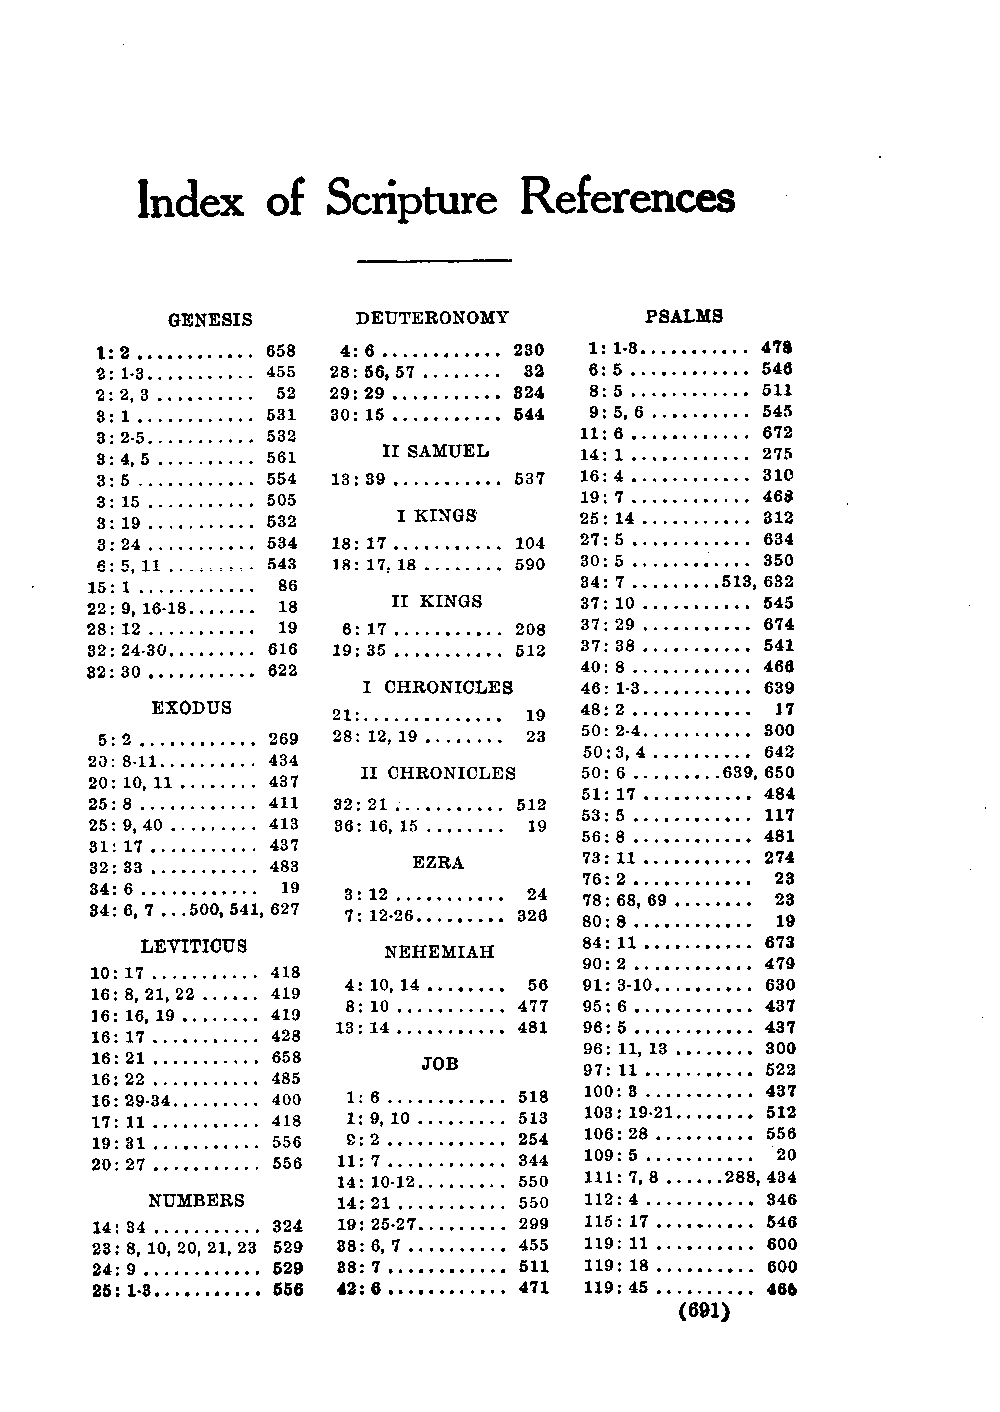 Index of Scripture References
GENESIS
1: 2 ............ 658
2: 1-3........... 455
2: 2, 3 .......... 52
3: 1 ............ 531
3: 2-5........... 532
3: 4, 5 .......... 561
3: 5 ............ 554
3: 15 ........... 505
3: 19 ........... 532
3: 24 ........... 534
6: 5, 11 ......... 543
15: 1 ............ 86
22: 9, 16-18....... 18
28: 12 ........... 19
32: 24-30......... 616
32: 30 ........... 622
EXODUS
5: 2 ............ 269
20: 8-11.......... 434
20: 10, 11 ........ 437
25: 8 ............ 411
25: 9, 40 ......... 413
31: 17 ........... 437
32: 33 ........... 483
34: 6 ............ 19
34: 6, 7 ...500, 541, 627
LEVITICUS
10: 17 ........... 418
16: 8, 21, 22 ...... 419
16: 16, 19 ........ 419
16: 17 ........... 428
16: 21 ........... 658
16: 22 ........... 485
16: 29-34......... 400
17: 11 ........... 418
19: 31 ........... 556
20: 27 ........... 556
NUMBERS
14: 34 ........... 324
23: 8, 10, 20, 21, 23 529
24: 9 ............ 529
25: 1-3........... 556
DEUTERONOMY
4: 6 ............ 230
28: 56, 57 ........ 32
29: 29 ........... 324
30: 15 ........... 544
II SAMUEL
13: 39 ........... 537
I KINGS
18: 17 ........... 104
18: 17, 18 ........ 590
II KINGS
6: 17 ........... 208
19: 35 ........... 512
I CHRONICLES
21:.............. 19
28: 12, 19 ........ 23
II CHRONICLES
32: 21 ........... 512
36: 16, 15 ........ 19
EZRA
3: 12 ........... 24
7: 12-26......... 326
NEHEMIAH
4: 10, 14 ........ 56
8: 10 ........... 477
13: 14 ........... 481
JOB
1: 6 ............ 518
1: 9, 10 ......... 513
2: 2 ............ 254
11: 7 ............ 344
14: 10-12......... 550
14: 21 ........... 550
19: 25-27......... 299
38: 6, 7 .......... 455
38: 7 ............ 511
42: 6 ............ 471
PSALMS
1: 1-3........... 478
6: 5 ............ 546
8: 5 ............ 511
9: 5, 6 .......... 545
11: 6 ............ 672
14: 1 ............ 275
16: 4 ............ 310
19: 7 ............ 468
25: 14 ........... 312
27: 5 ............ 634
30: 5 ............ 350
34: 7 .........513, 632
37: 10 ........... 545
37: 29 ........... 674
37: 38 ........... 541
40: 8 ............ 466
46: 1-3........... 639
48: 2 ............ 17
50: 2-4........... 300
50: 3, 4 .......... 642
50: 6 .........639, 650
51: 17 ........... 484
53: 5 ............ 117
56: 8 ............ 481
73: 11 ........... 274
76: 2 ............ 23
78: 68, 69 ........ 23
80: 8 ............ 19
84: 11 ........... 673
90: 2 ............ 479
91: 3-10.......... 630
95: 6 ............ 437
96: 5 ............ 437
96: 11, 13 ........ 300
97: 11 ........... 522
100: 3 ........... 437
103: 19-21........ 512
106: 28 .......... 556
109: 5 ........... 20
111: 7, 8 ......288, 434
112: 4 ........... 346
115: 17 .......... 546
119: 11 .......... 600
119: 18 .......... 600
119: 45 .......... 466
(691)